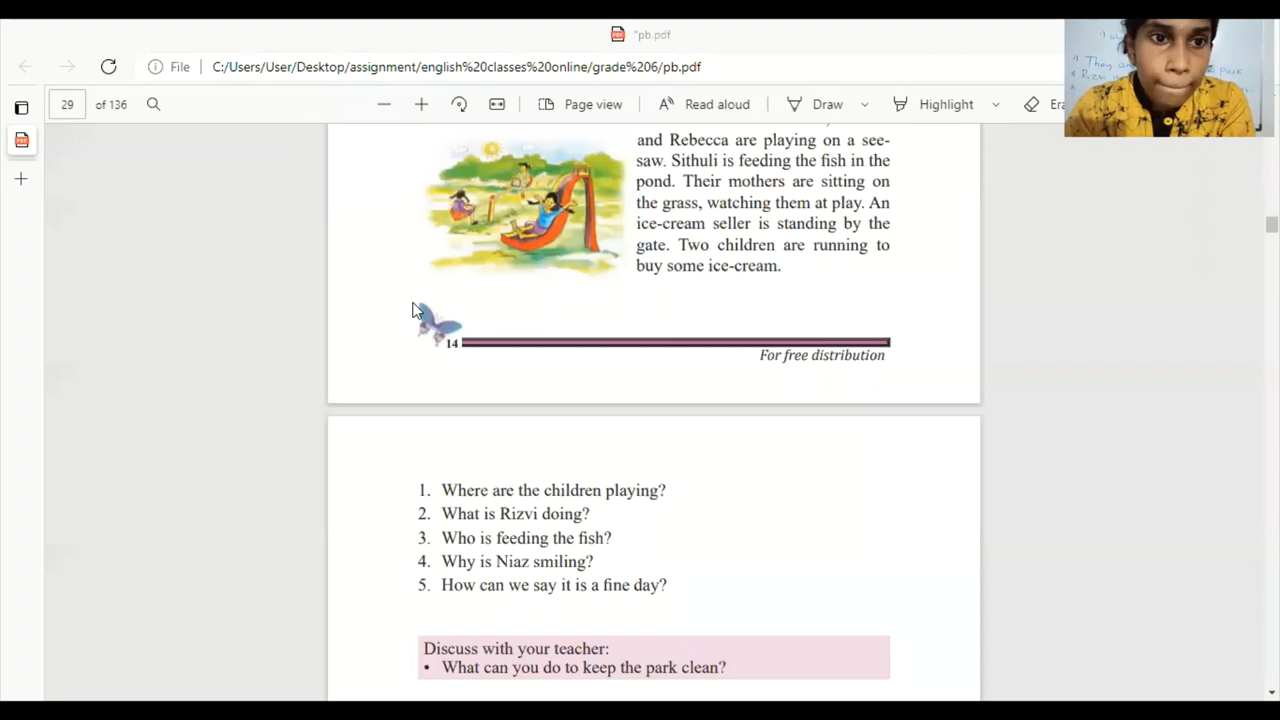 "pb.pdf
File C:/Users/User/Desktop/assignment/english%20classes%20online/grade%206/pb.pdf
29 of 136 Page view Read aloud Draw Highlight
They
park
Rizvi
and Rebecca are playing on a see-
saw. Sithuli is feeding the fish in the
pond. Their mothers are sitting on
the grass, watching them at play. An
ice-cream seller is standing by the
gate. Two children are running to
buy some ice-cream.
14
For free distribution
1. Where are the children playing?
2. What is Rizvi doing?
3. Who is feeding the fish?
4. Why is Niaz smiling?
5. How can we say it is a fine day?
Discuss with your teacher:
• What can you do to keep the park clean?